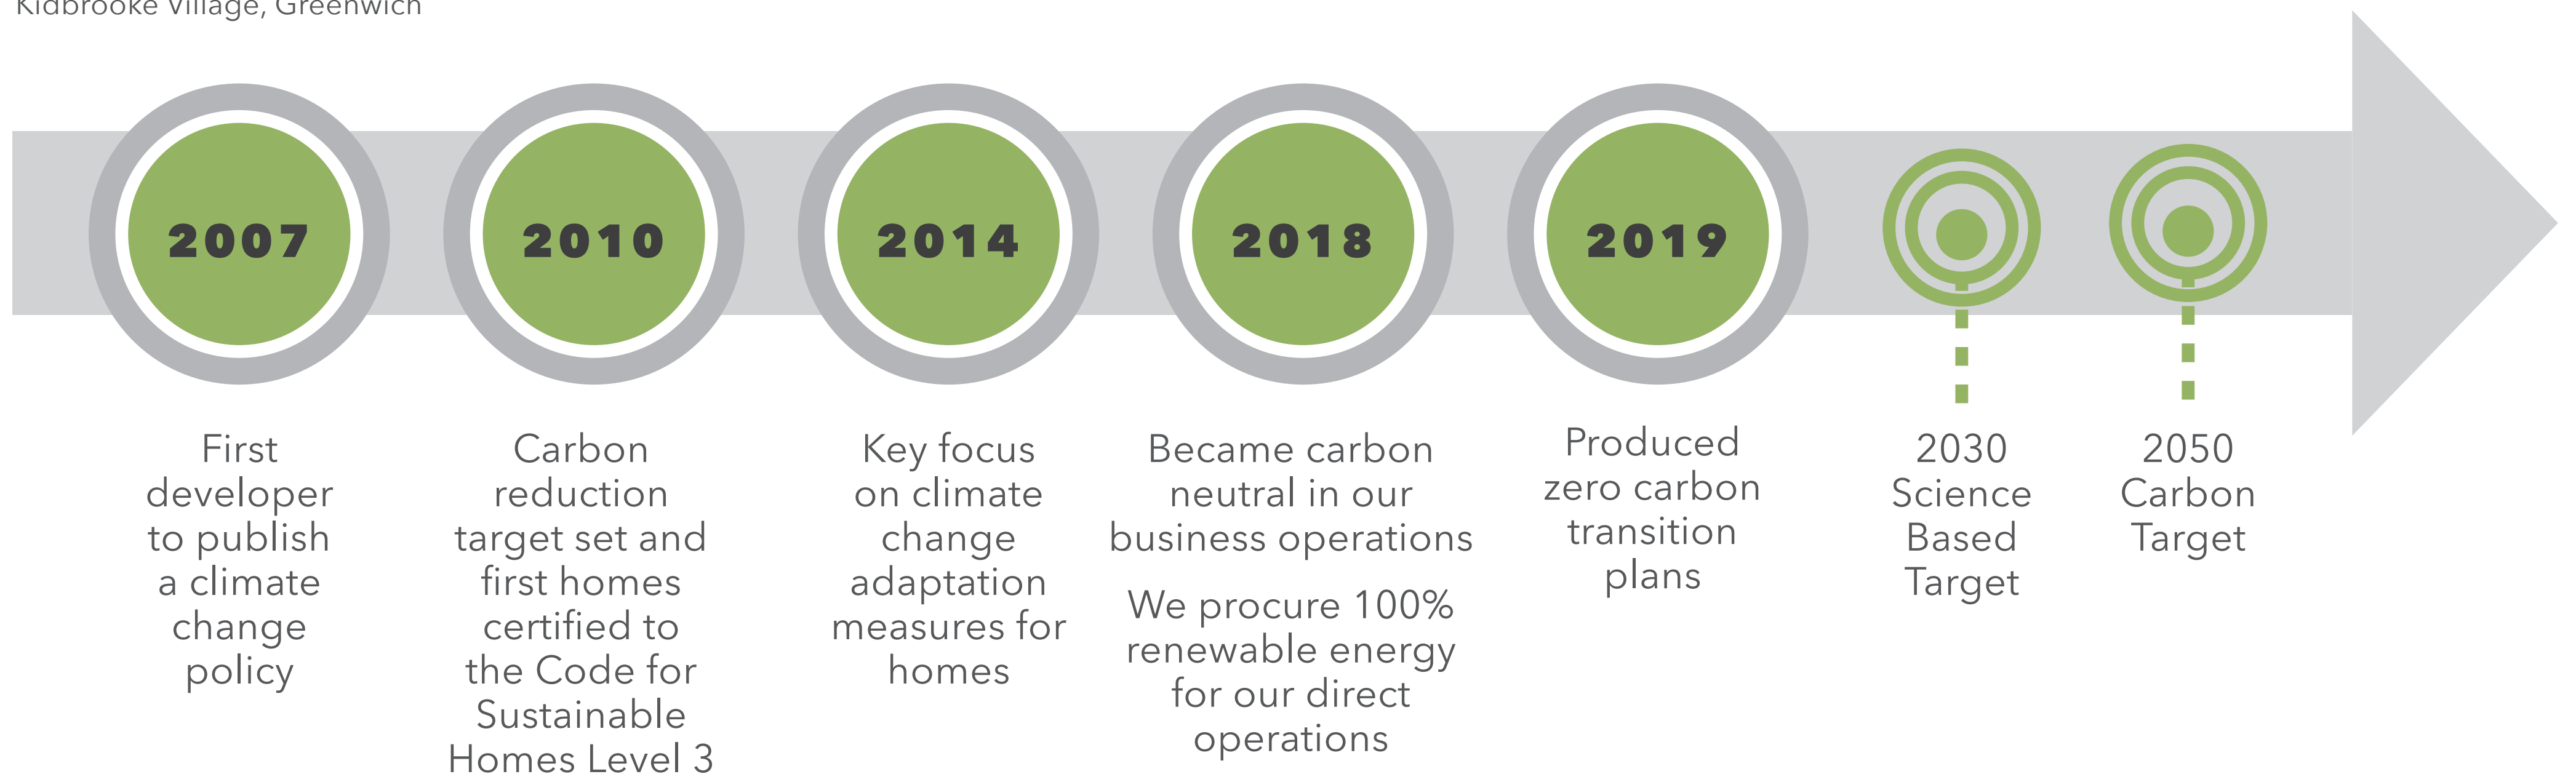 Kidbrooke Village, Greenwich
2007
2010
2014
2018
2019
First
developer
to publish
a climate
change
policy
Carbon
reduction
target set and
first homes
certified to
the Code for
Sustainable
Homes Level 3
Key focus
on climate
change
adaptation
measures for
homes
Became carbon
neutral in our
business operations
We procure 100%
renewable energy
for our direct
operations
Produced
zero carbon
transition
plans
2030
Science
Based
Target
2050
Carbon
Target